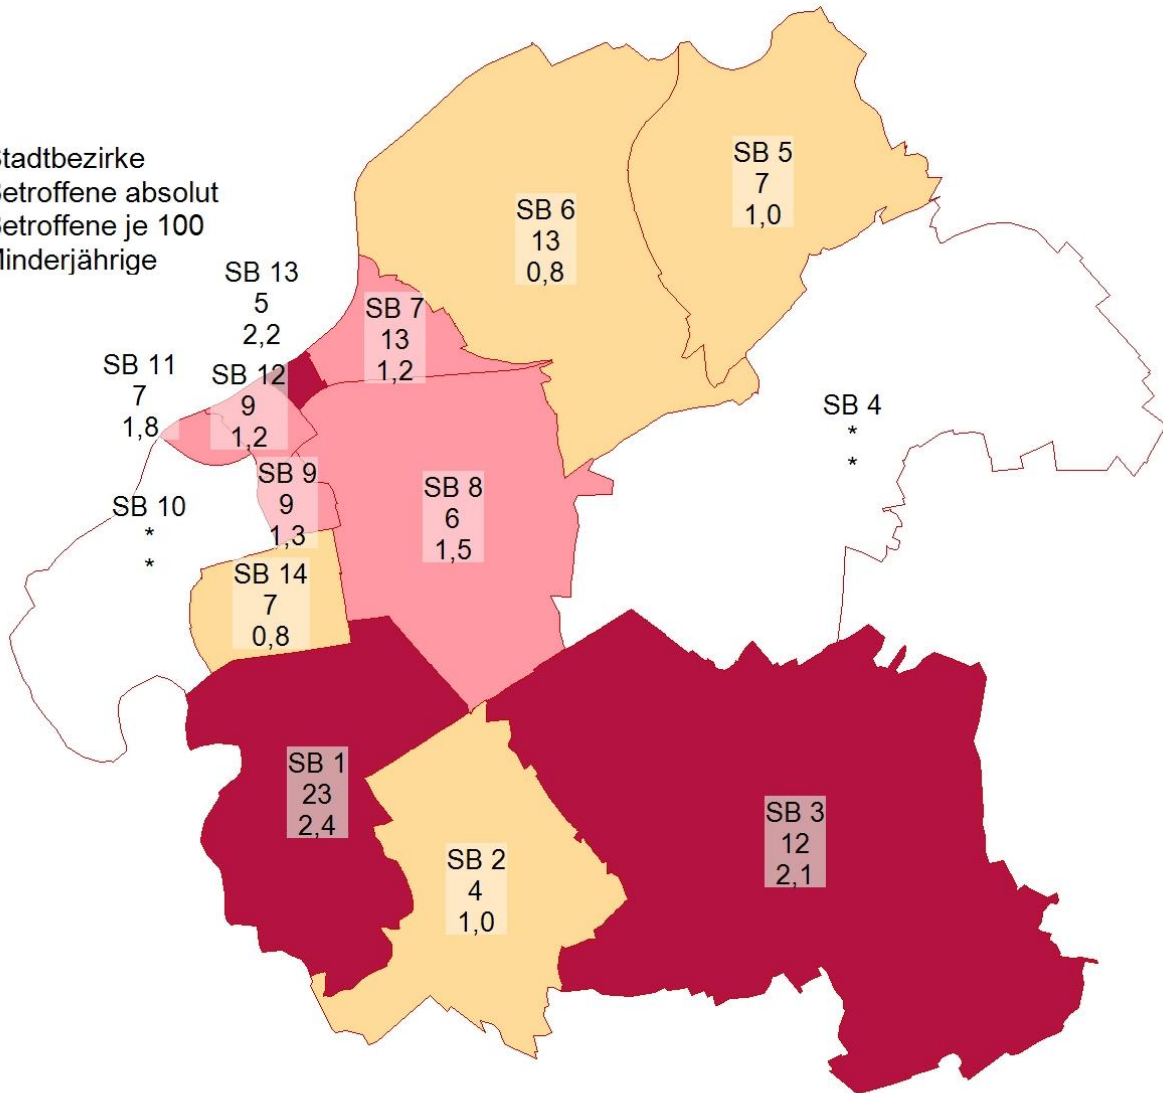 tadtbezirke
etroffene absolut
etroffene je 100
inderjährige
SB 5
7
1,0
SB 6
13
0,8
SB 13
5
2,2
SB 7
13
1,2
SB 11
7
1,8
SB 12
9
1,2
SB 4
*
*
SB 9
9
1,3
SB 8
6
1,5
SB 10
*
*
SB 14
7
0,8
SB 1
23
2,4
SB 3
12
2,1
SB 2
4
1,0